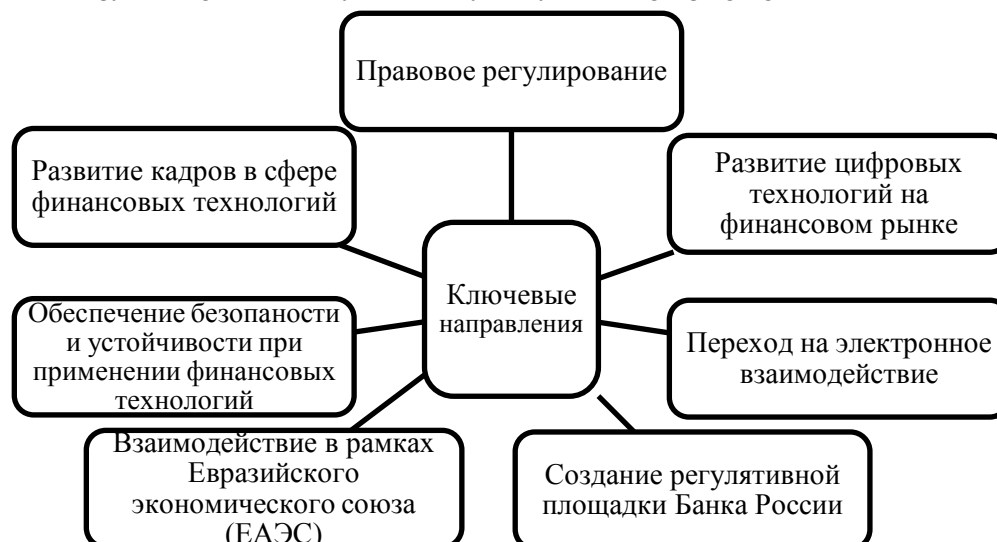 Правовое регулирование
Развитие кадров в сфере
финансовых технологий
Развитие цифровых
технологий на
финансовом рынке
Ключевые
направления
Обеспечение безопаности
и устойчивости при
применении финансовых
технологий
Переход на электронное
взаимодействие
Взаимодействие в рамках
Евразийского
экономического союза
(ЕАЭС)
Создание регулятивной
площадки Банка России